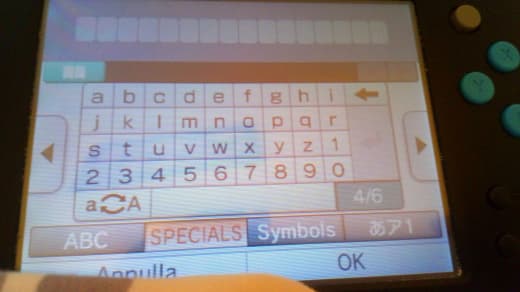 a b c d e f g h i
j k l m n o p q r
s t u v w x y z 1
2 3 4 5 6 7 8 9 0
a A 4/6
ABC SPECIALS Symbols あア1
Annulla OK